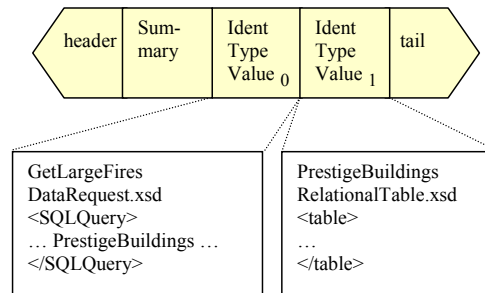 header
Sum-
mary
Ident
Type
Value 0
Ident
Type
Value 1
tail
GetLargeFires
DataRequest.xsd
<SQLQuery>
… PrestigeBuildings …
</SQLQuery>
PrestigeBuildings
RelationalTable.xsd
<table>
…
</table>